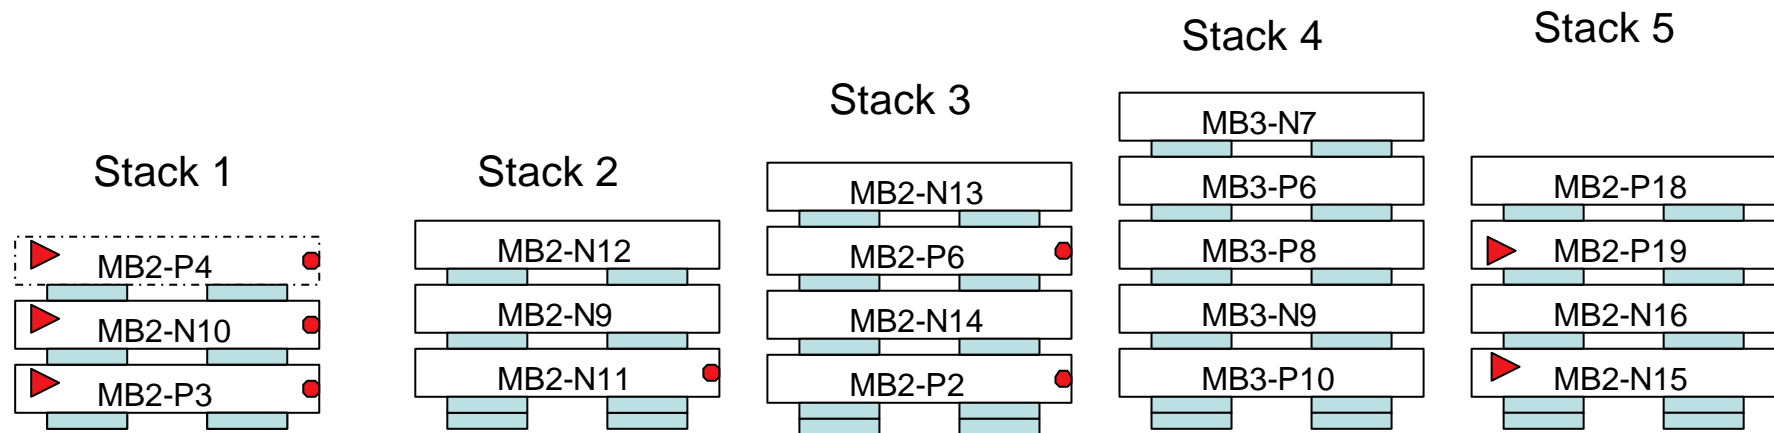 Stack 1
MB2-P4
MB2-N10
MB2-P3
Stack 2
MB2-N12
MB2-N9
MB2-N11
Stack 3
MB2-N13
MB2-P6
MB2-N14
MB2-P2
Stack 4
MB3-N7
MB3-P6
MB3-P8
MB3-N9
MB3-P10
Stack 5
MB2-P18
MB2-P19
MB2-N16
MB2-N15